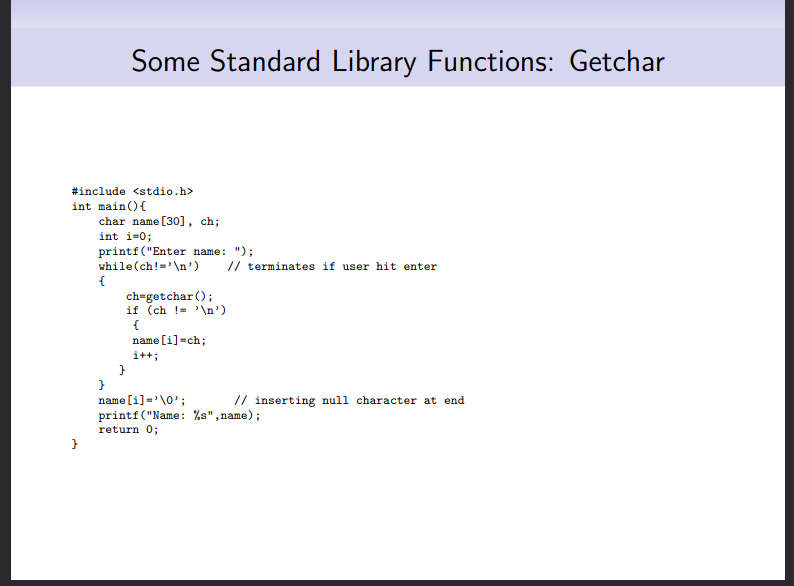 Some Standard Library Functions: Getchar
#include <stdio.h>
int main(){
    char name[30], ch;
    int i=0;
    printf("Enter name: ");
    while(ch!='\n')    // terminates if user hit enter
    {
        ch=getchar();
        if (ch != '\n')
         {
         name[i]=ch;
         i++;
       }
    }
    name[i]='\0';       // inserting null character at end
    printf("Name: %s",name);
    return 0;
}